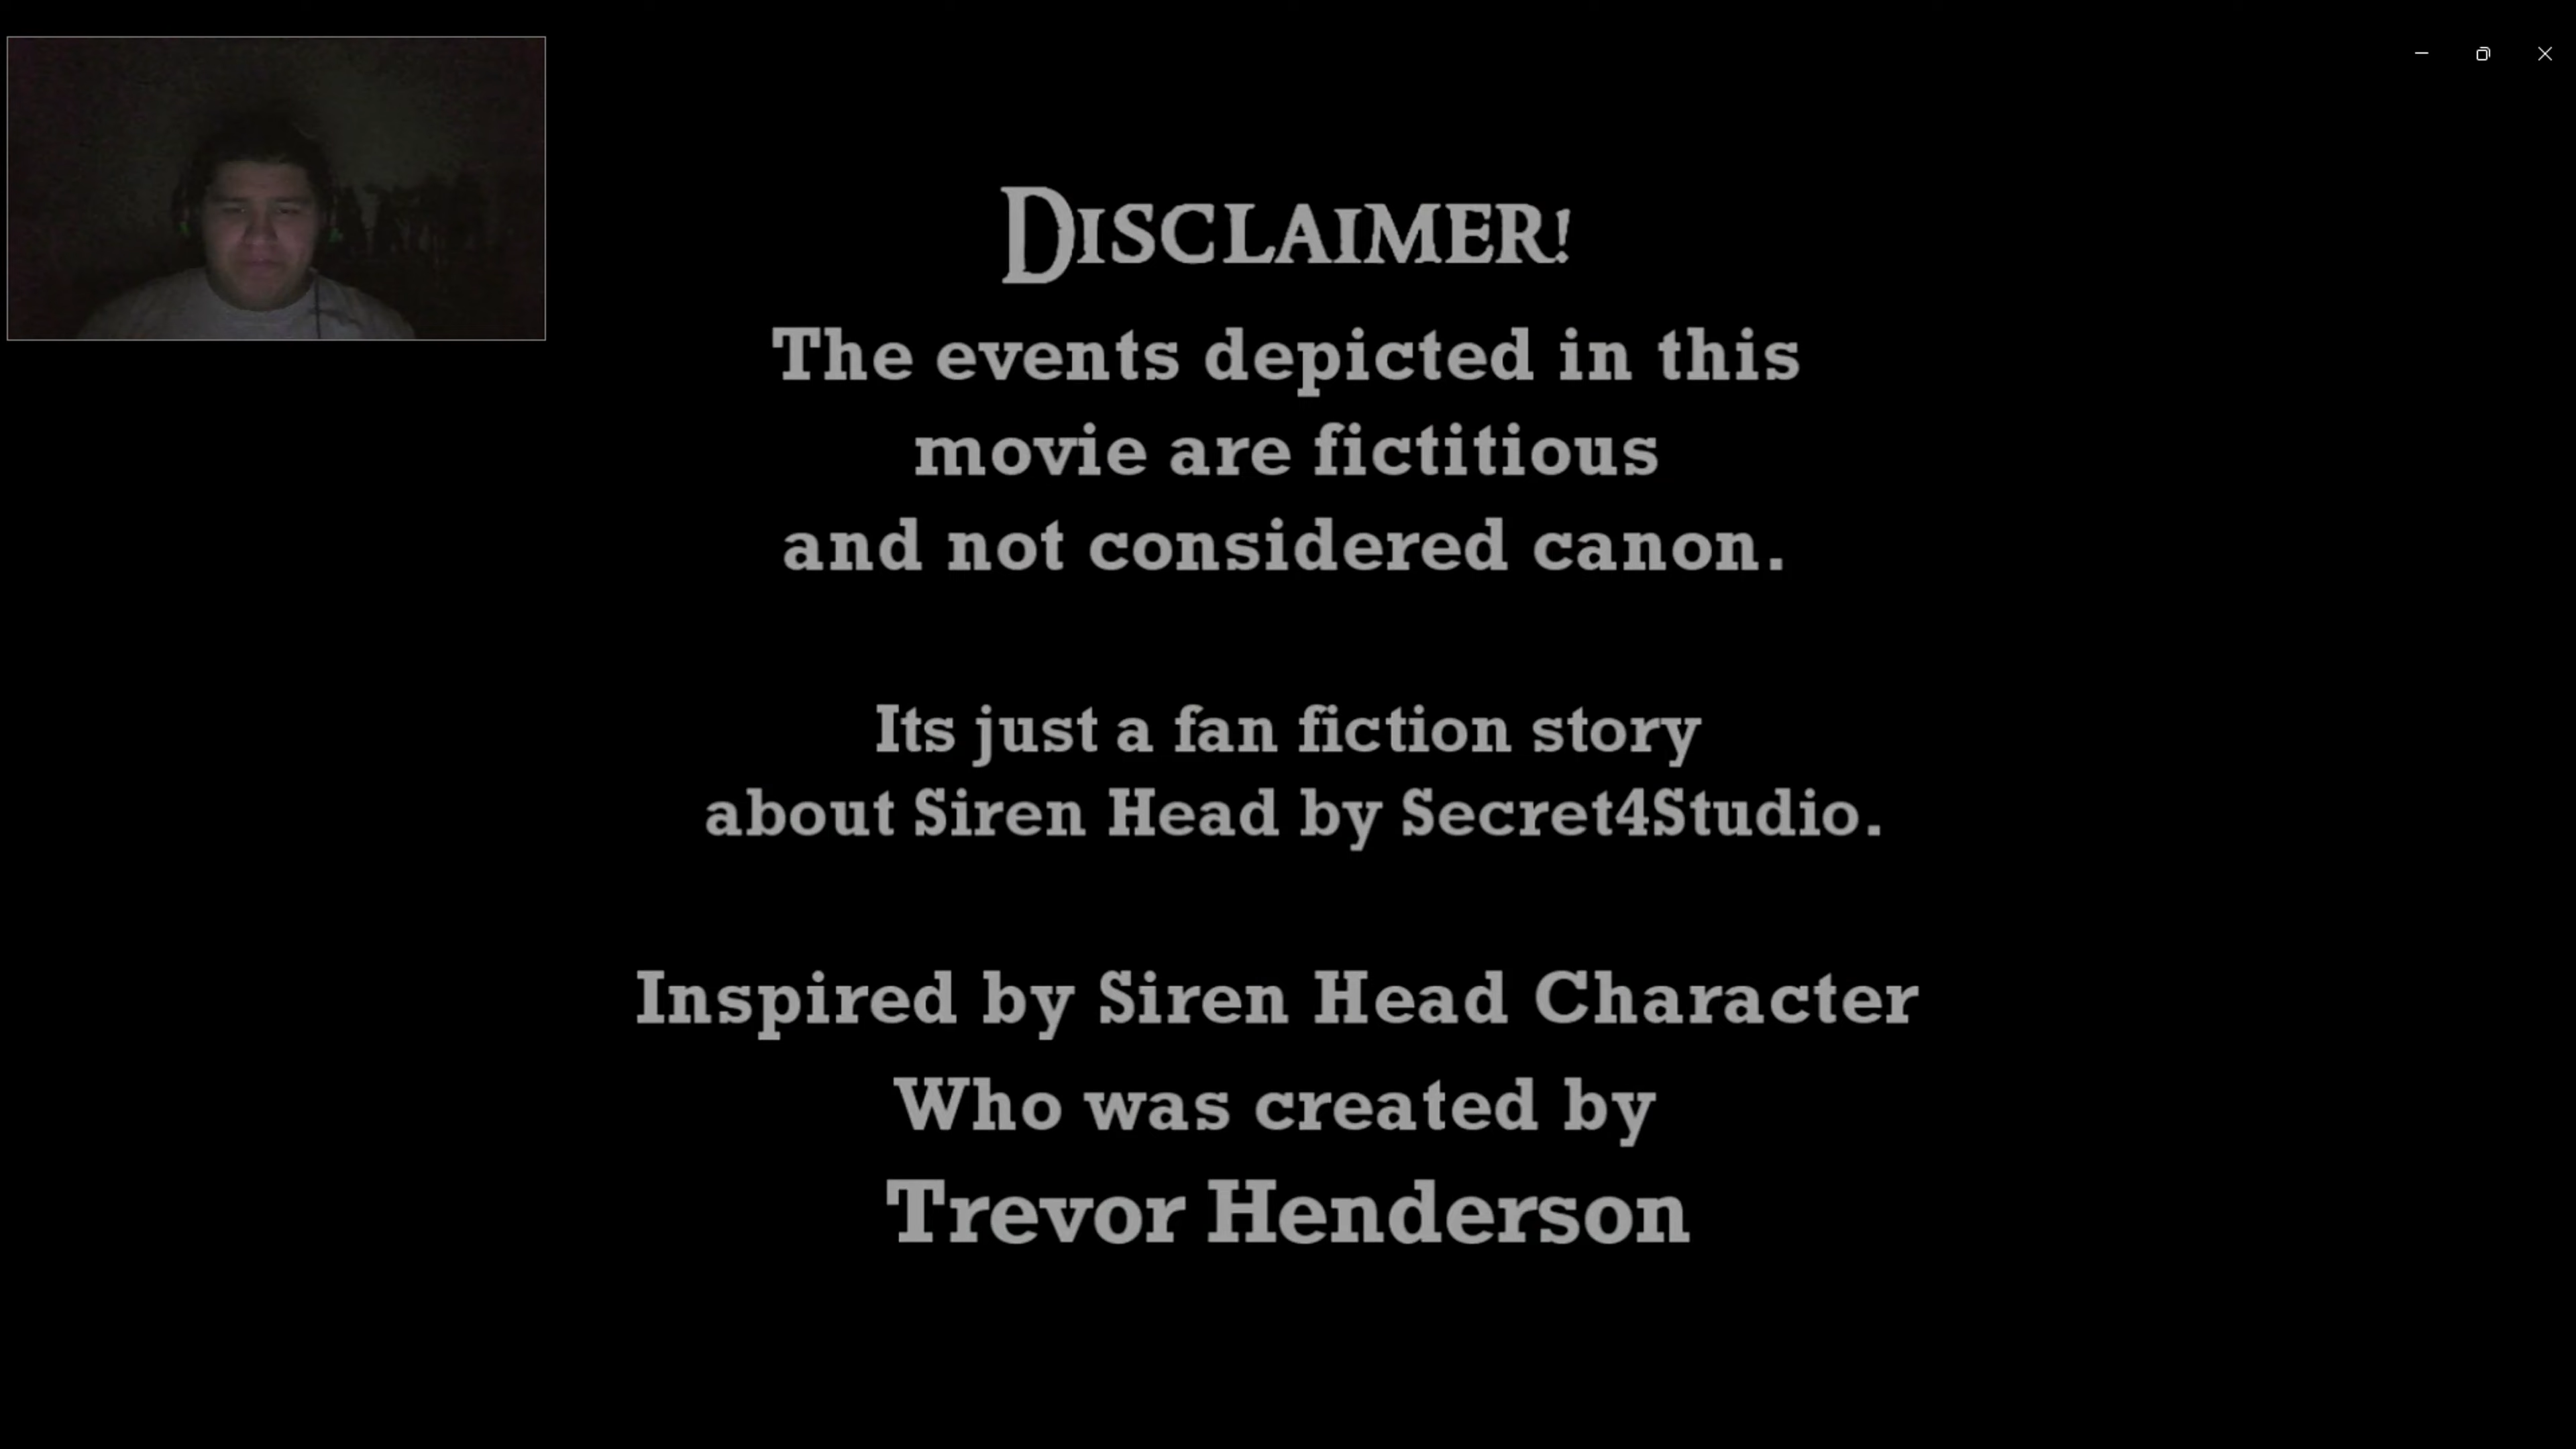 DISCLAIMER!
The events depicted in this
movie are fictitious
and not considered canon.
Its just a fan fiction story
about Siren Head by Secret4Studio.
Inspired by Siren Head Character
Who was created by
Trevor Henderson